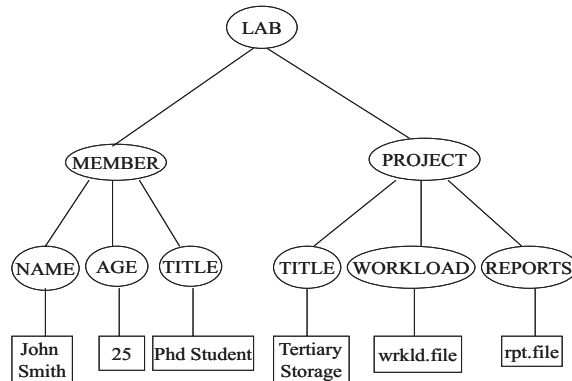 LAB
MEMBER
PROJECT
NAME
AGE
TITLE
TITLE
WORKLOAD
REPORTS
John
Smith
25
Phd Student
Tertiary
Storage
wrkld.file
rpt.file